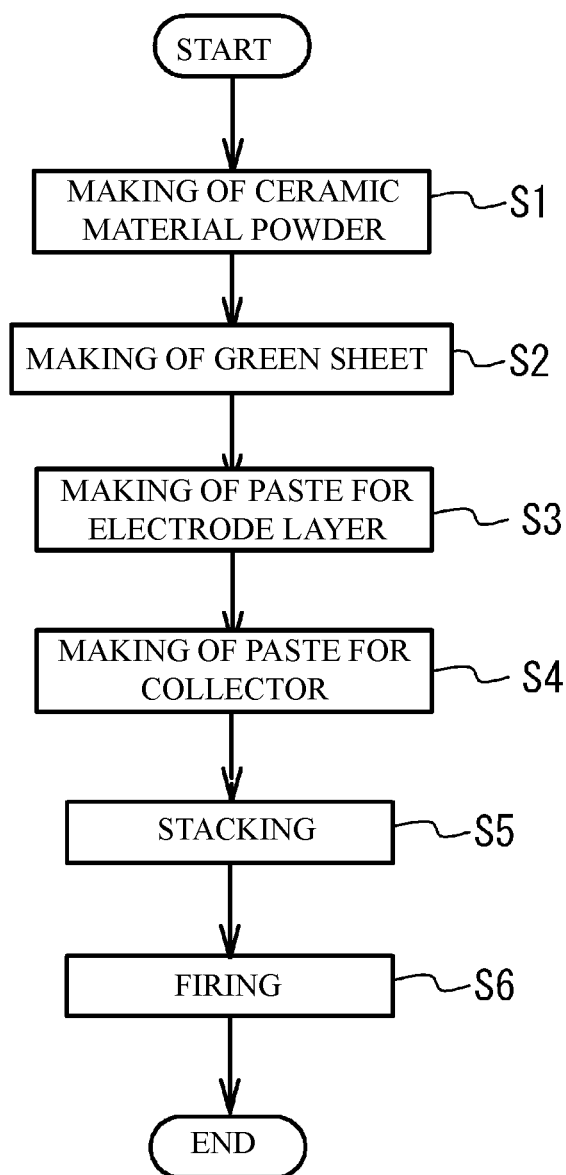 START
MAKING OF CERAMIC
MATERIAL POWDER
S1
MAKING OF GREEN SHEET
S2
MAKING OF PASTE FOR
ELECTRODE LAYER
S3
MAKING OF PASTE FOR
COLLECTOR
S4
STACKING
S5
FIRING
S6
END